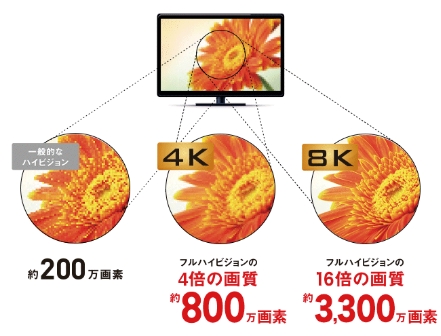 一般的な
ハイビジョン
4K
8K
約200万画素
フルハイビジョンの
4倍の画質
約800万画素
フルハイビジョンの
16倍の画質
約3,300万画素